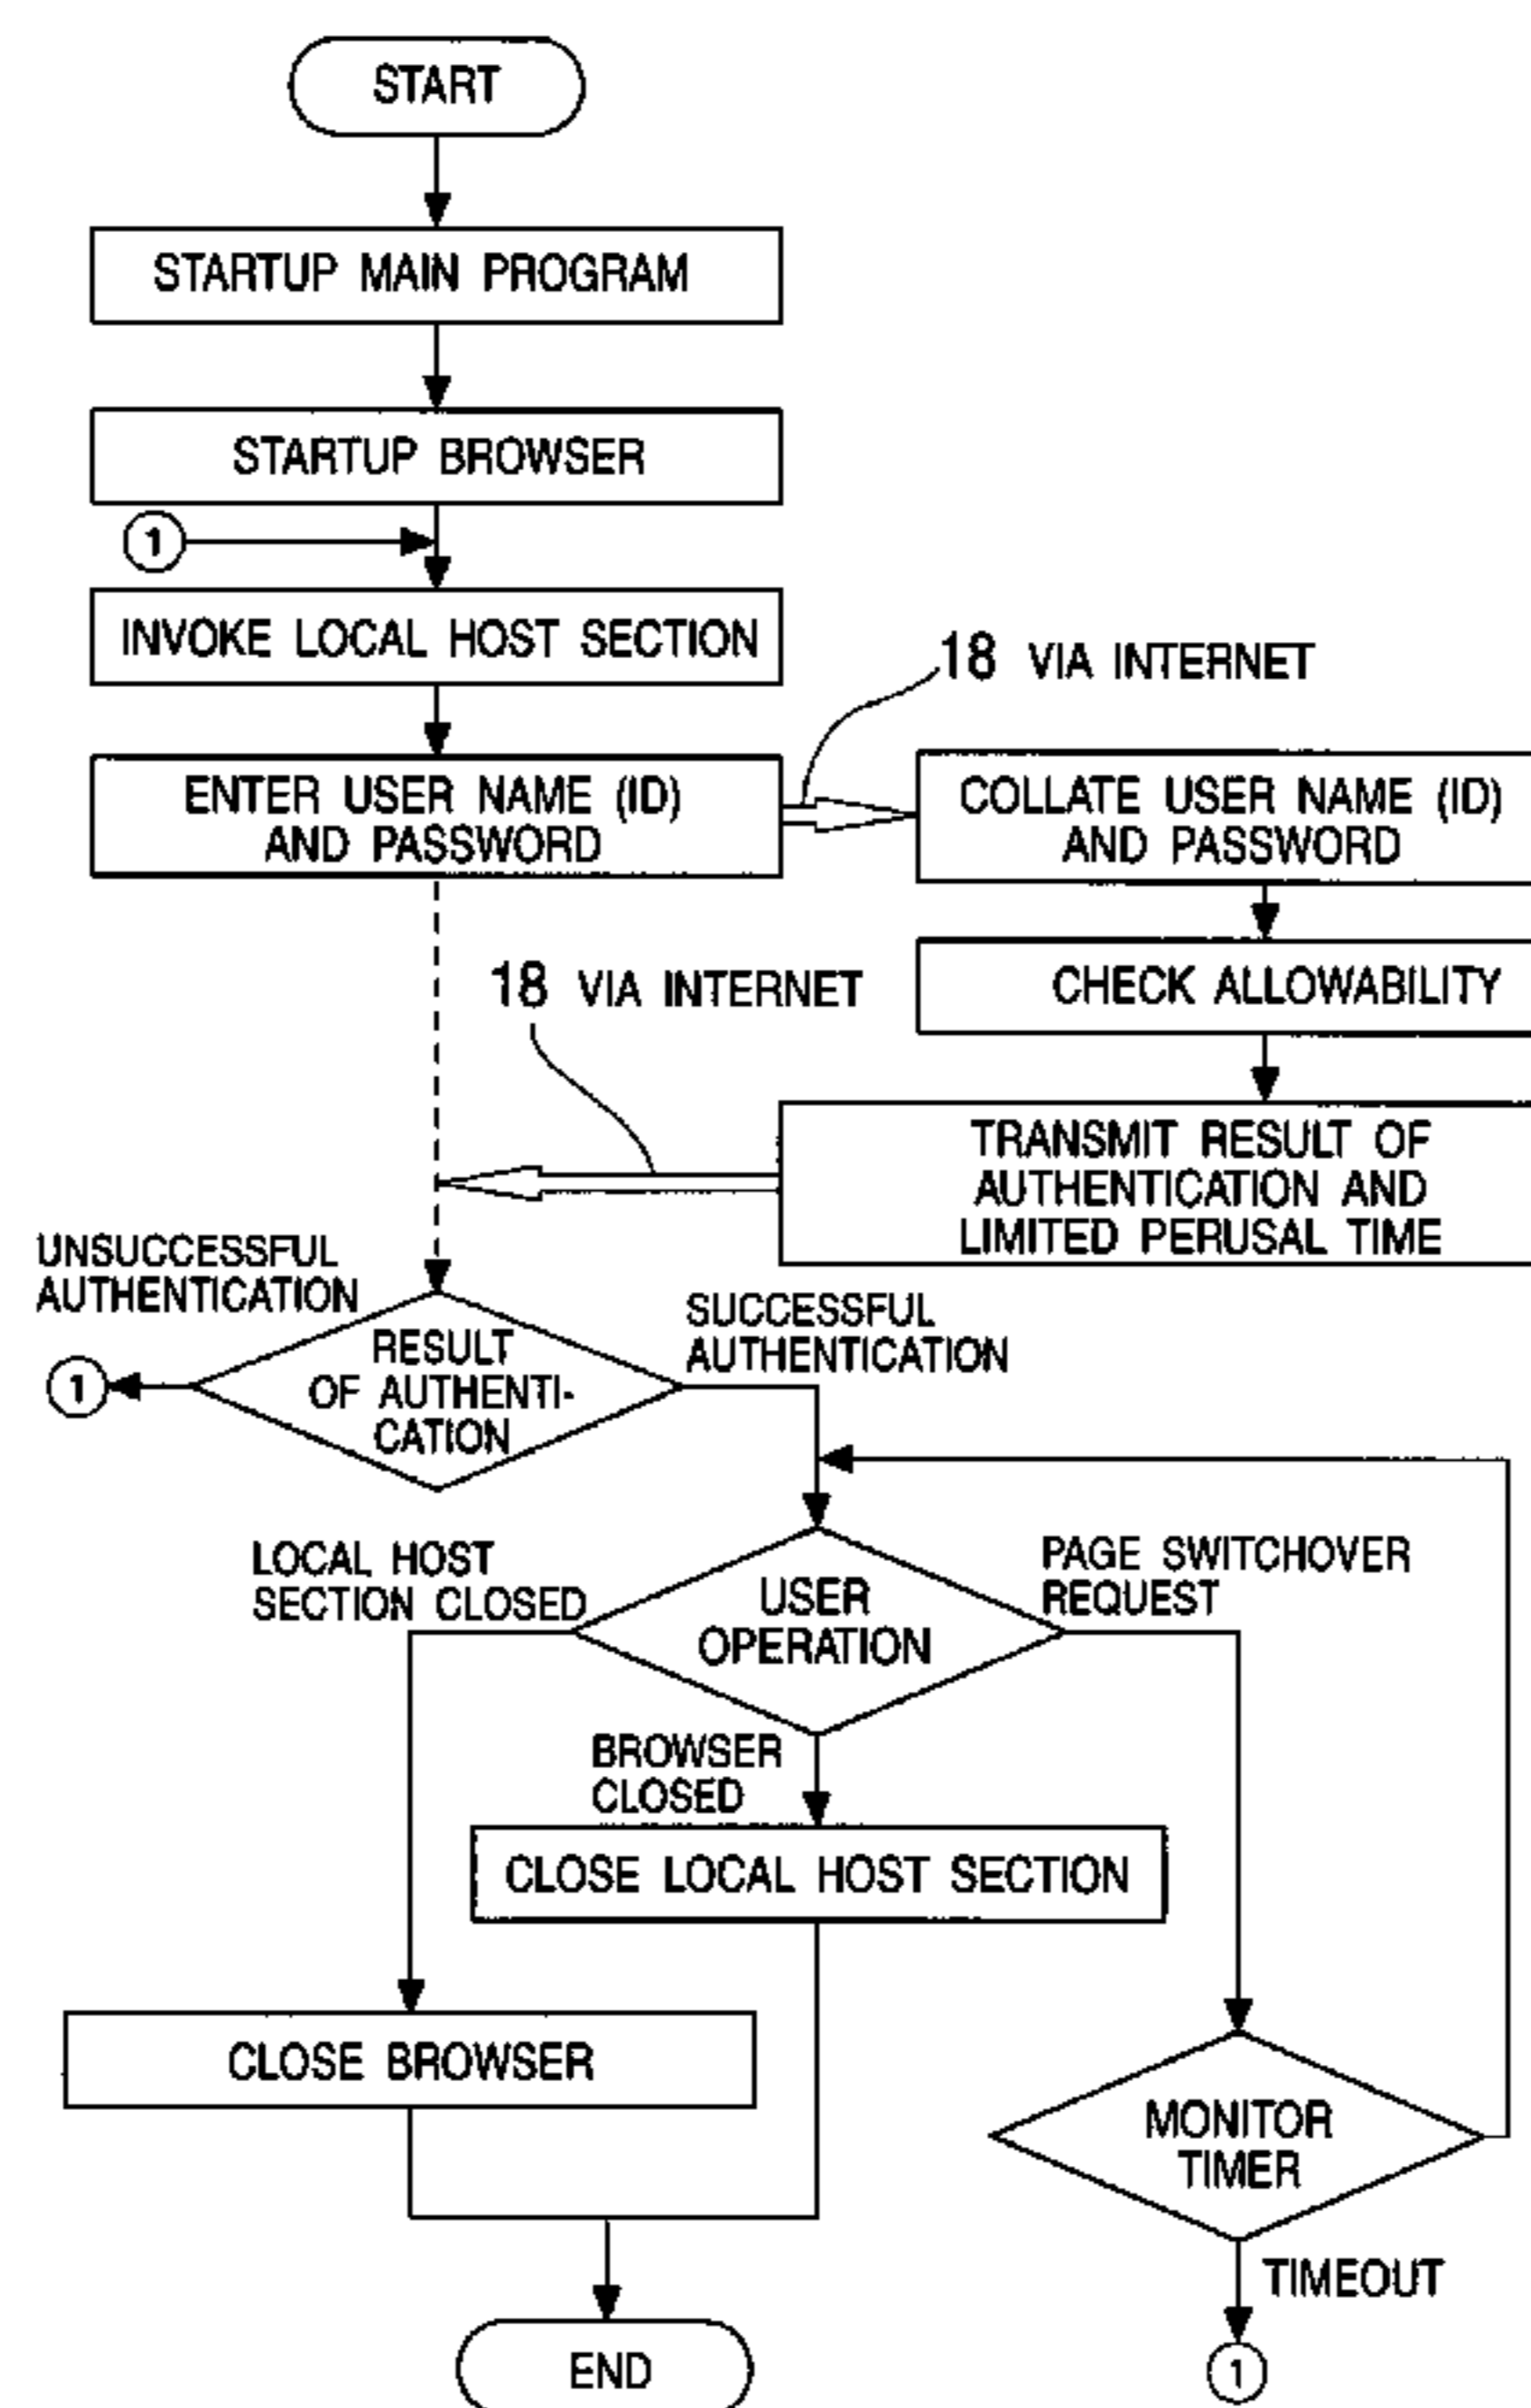 START
STARTUP MAIN PROGRAM
STARTUP BROWSER
1
INVOKE LOCAL HOST SECTION
18 VIA INTERNET
ENTER USER NAME (ID)
AND PASSWORD
COLLATE USER NAME (ID)
AND PASSWORD
CHECK ALLOWABILITY
18 VIA INTERNET
TRANSMIT RESULT OF
AUTHENTICATION AND
LIMITED PERUSAL TIME
UNSUCCESSFUL
AUTHENTICATION
RESULT
OF AUTHENTI-
CATION
SUCCESSFUL
AUTHENTICATION
1
LOCAL HOST
SECTION CLOSED
USER
OPERATION
PAGE SWITCHOVER
REQUEST
BROWSER
CLOSED
CLOSE LOCAL HOST SECTION
CLOSE BROWSER
MONITOR
TIMER
TIMEOUT
END
1